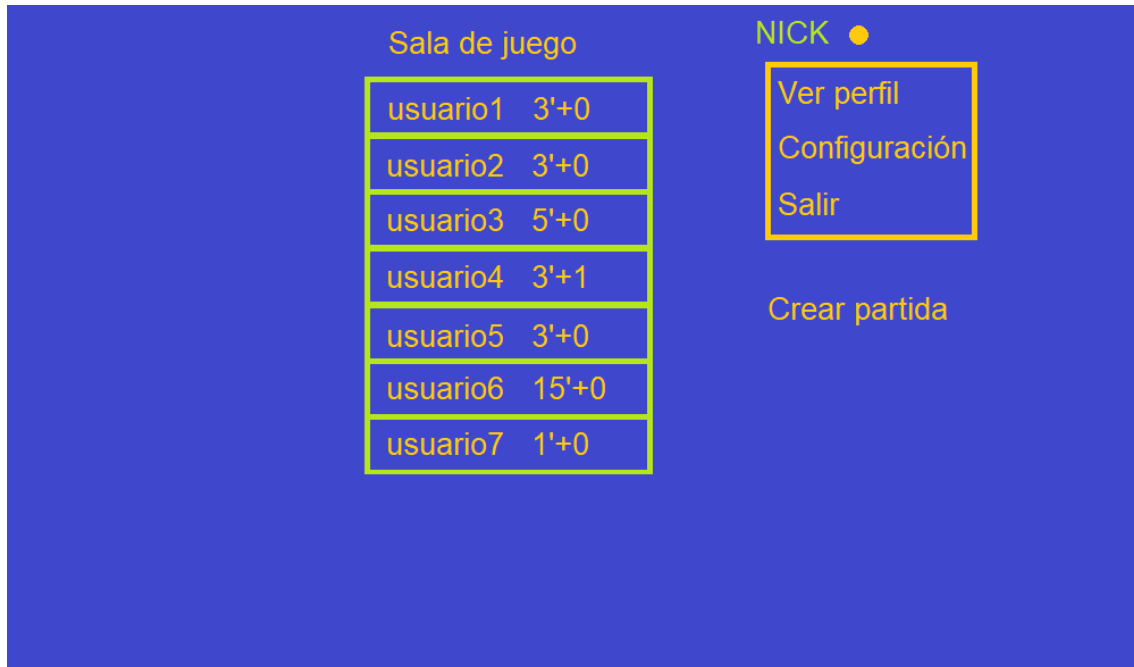 Sala de juego
usuario1 3'+0
usuario2 3'+0
usuario3 5'+0
usuario4 3'+1
usuario5 3'+0
usuario6 15'+0
usuario7 1'+0
NICK
Ver perfil
Configuración
Salir
Crear partida